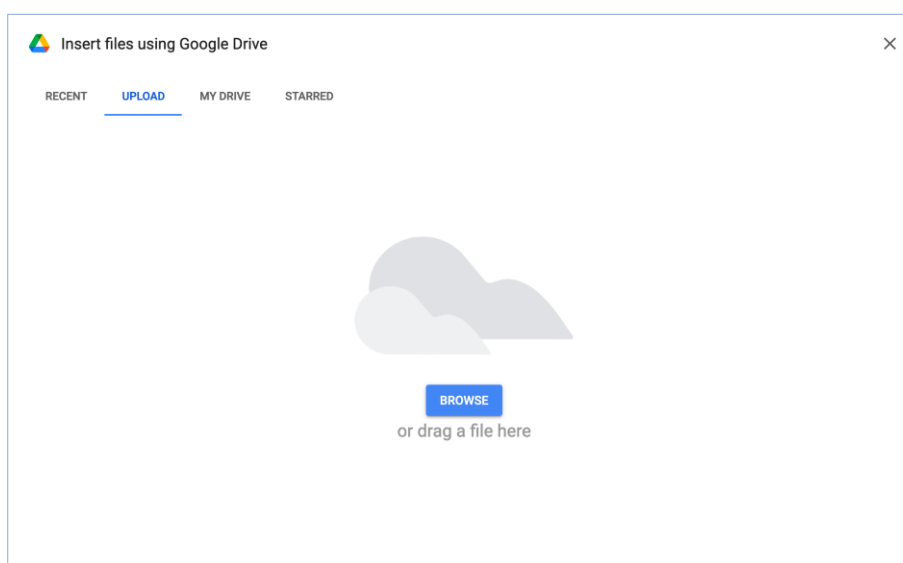 Insert files using Google Drive
RECENT UPLOAD MY DRIVE STARRED
BROWSE
or drag a file here